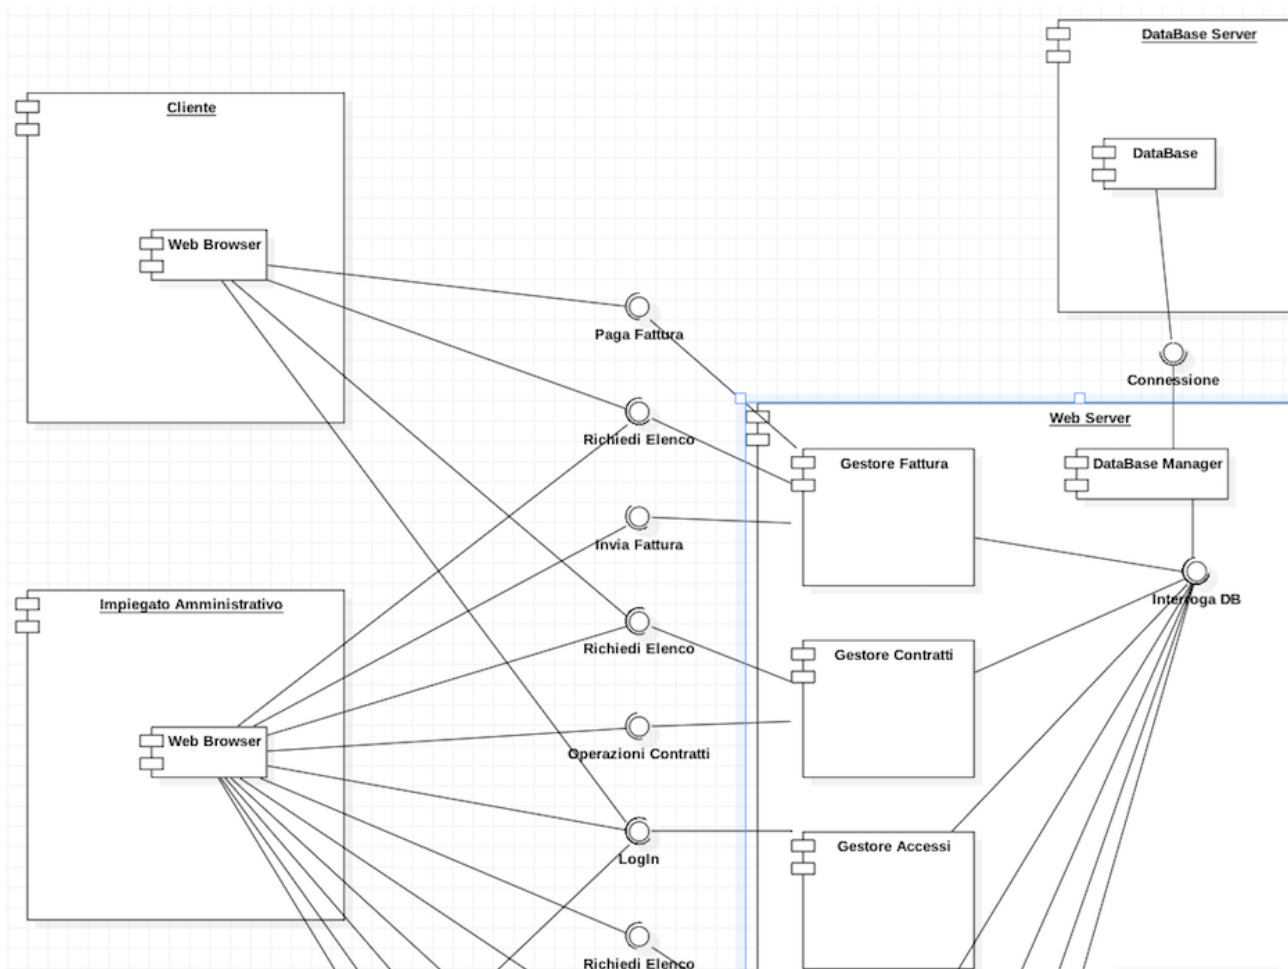 DataBase Server
Cliente
DataBase
Web Browser
Paga Fattura
Connessione
Richiedi Elenco
Web Server
Gestore Fattura
DataBase Manager
Invia Fattura
Interroga DB
Impiegato Amministrativo
Richiedi Elenco
Gestore Contratti
Web Browser
Operazioni Contratti
LogIn
Gestore Accessi
Richiedi Elenco